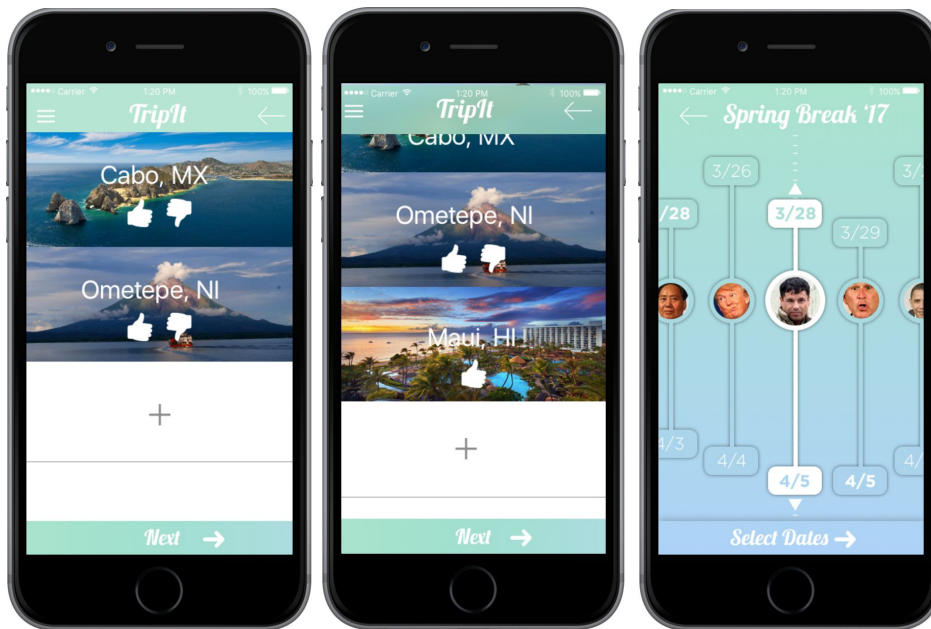 Carrier 1:20 PM 100%
TripIt
Cabo, MX
Ometepe, NI
+
Next
Carrier 1:20 PM 100%
TripIt
Cabo, MX
Ometepe, NI
Maui, HI
+
Next
Carrier 1:20 PM 100%
Spring Break '17
3/26
/28
3/28
3/29
3/
4/3
4/4
4/5
4/5
4/
Select Dates